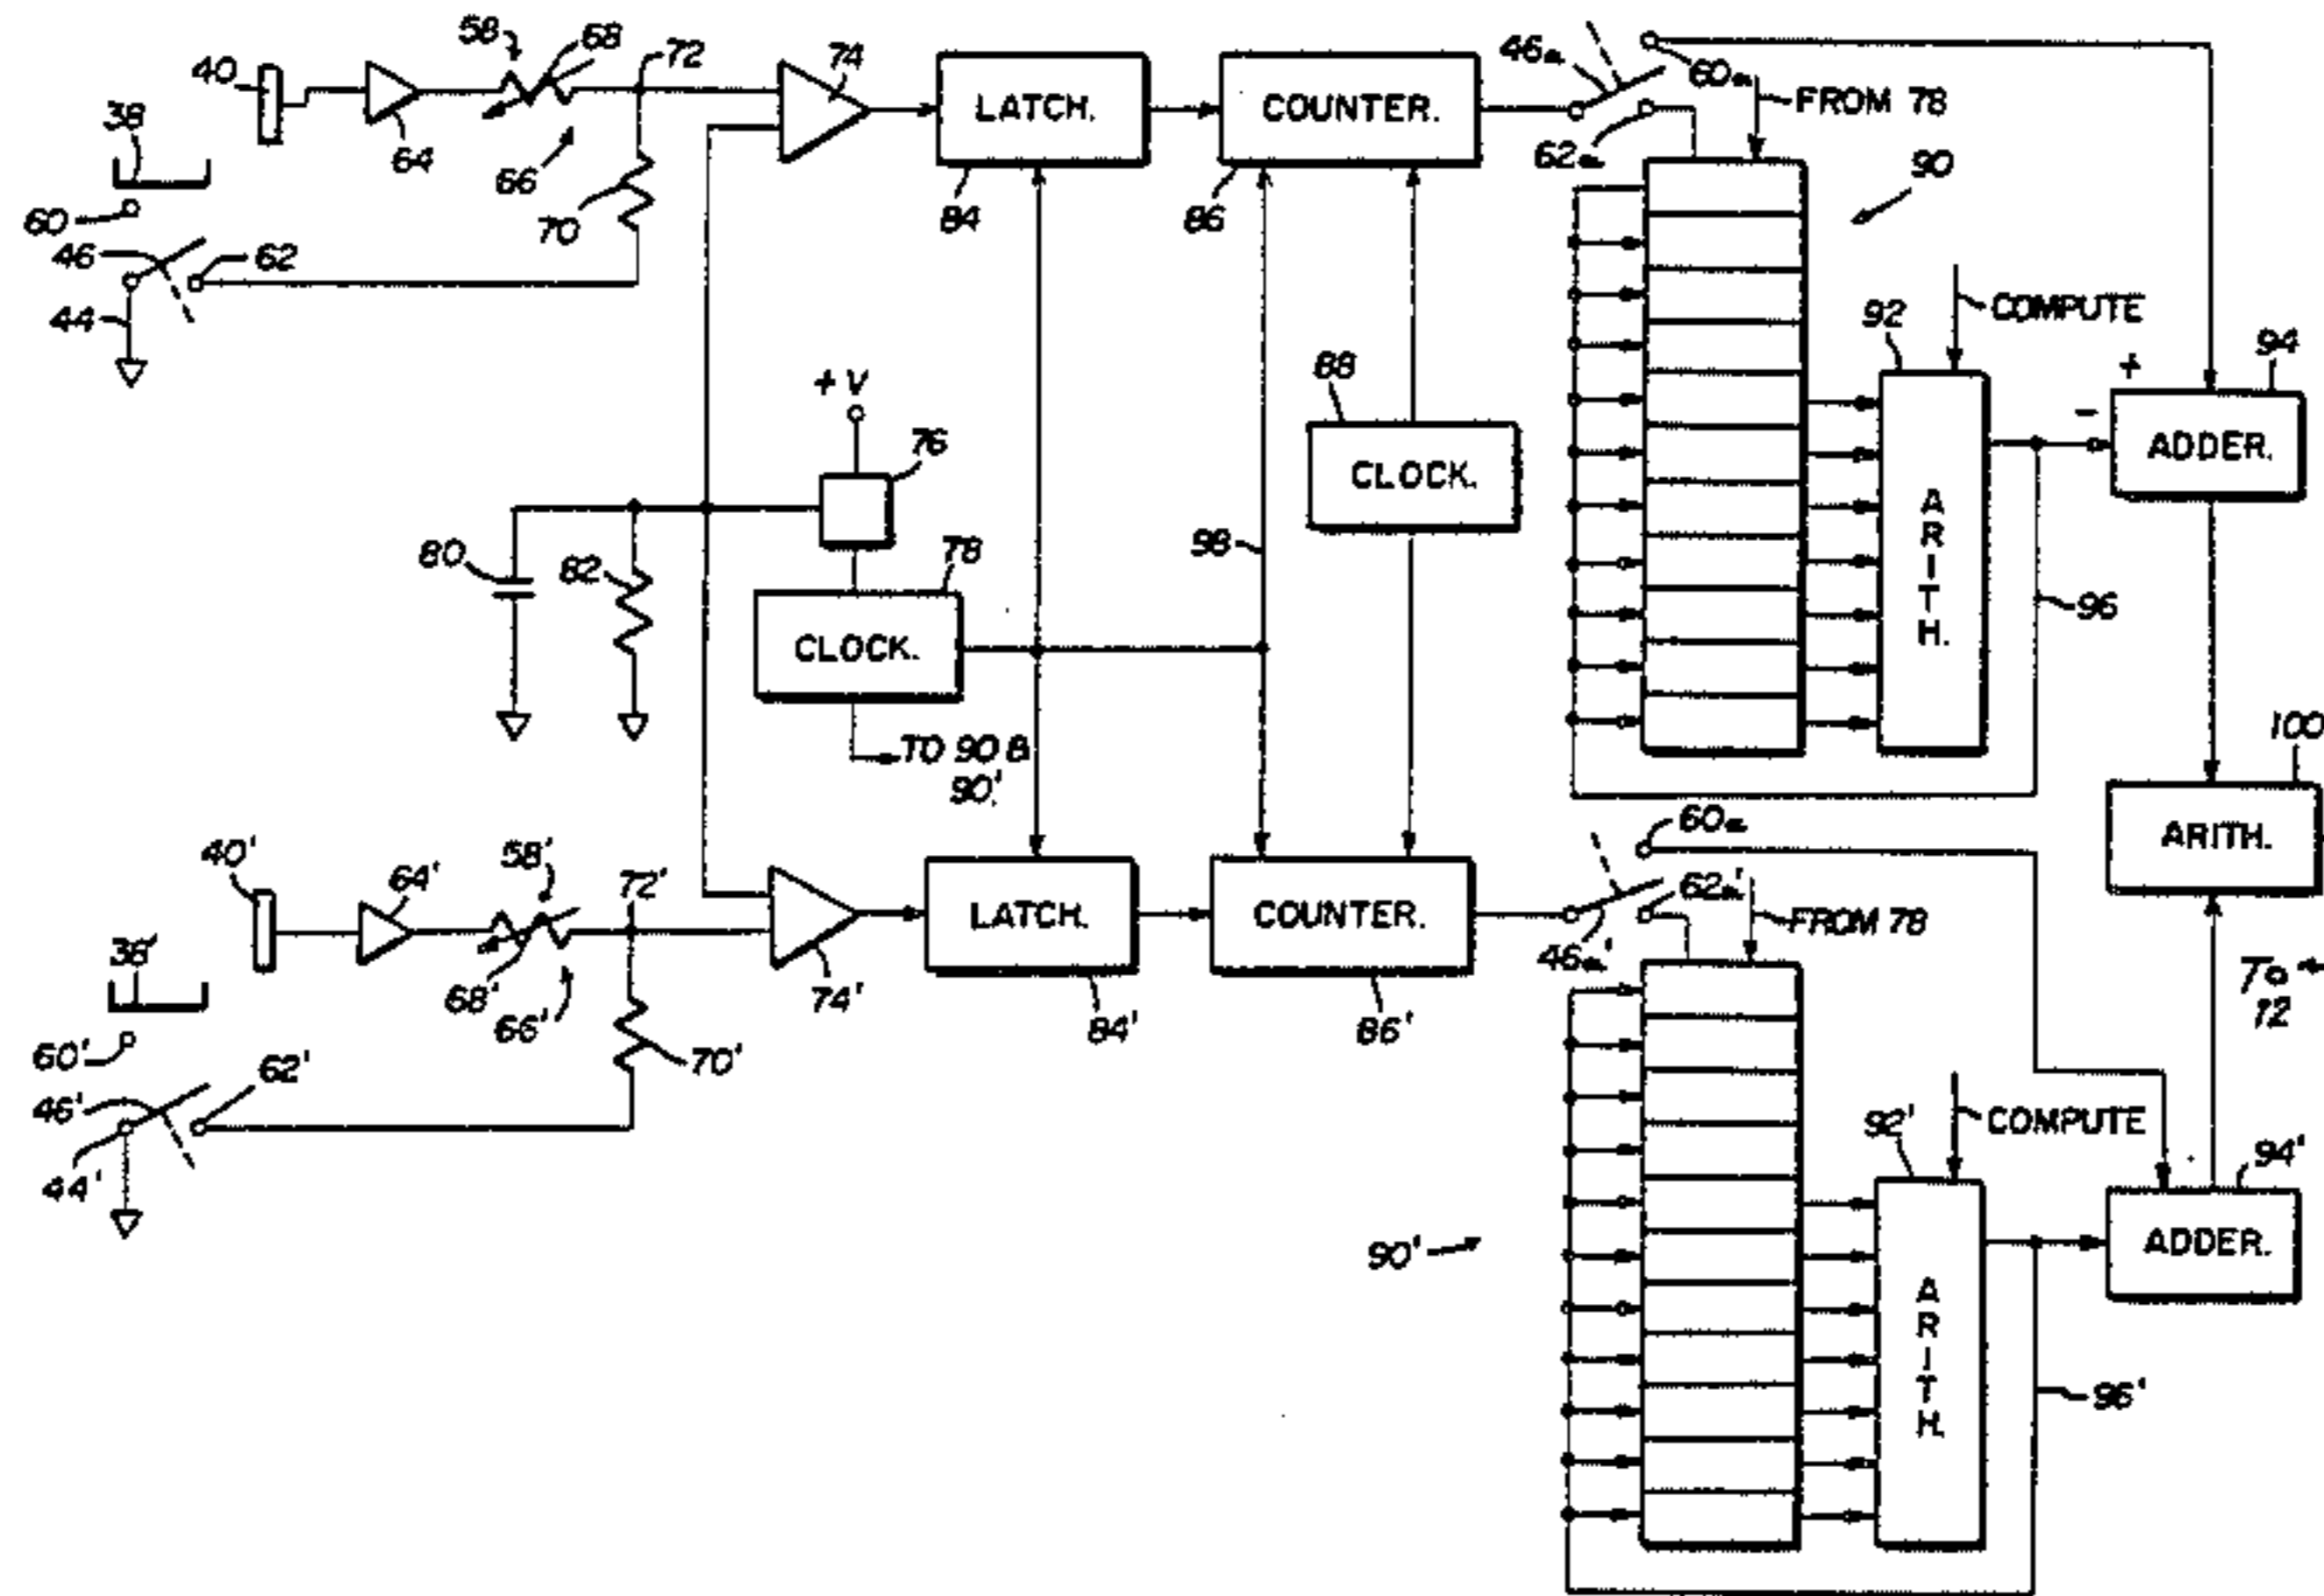 58 68 72 74 46a 60a
40 LATCH. COUNTER. FROM 78
38 64 66 62a 90
60 70 84 86
46 62
44 COMPUTE
92
+ V 88 + 94
76 - ADDER.
CLOCK.
80 82 78 98 ARITH. 96
CLOCK.
100
TO 90 &
90'
60a ARITH.
40' 64' 58' 72' 62a'
LATCH. COUNTER. FROM 78
38' 46a' To
72
68' 66' 74' 84' 86'
60' 70'
62'
46' 92' COMPUTE
44' 94'
90' ADDER.
ARITH
96'